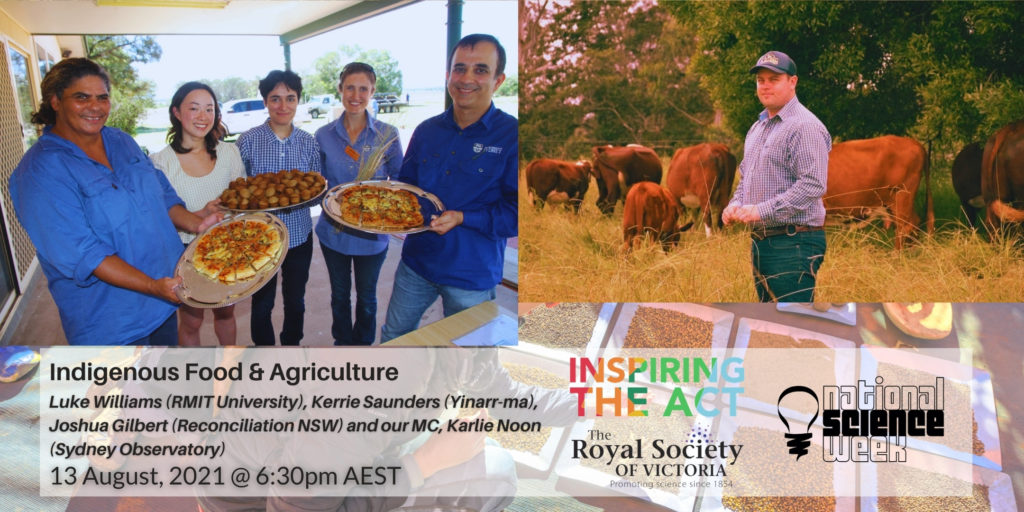 Indigenous Food & Agriculture
Luke Williams (RMIT University), Kerrie Saunders (Yinarr-ma),
Joshua Gilbert (Reconciliation NSW) and our MC, Karlie Noon
(Sydney Observatory)
13 August, 2021 @ 6:30pm AEST
INSPIRING
THE ACT
The
Royal Society
OF VICTORIA
Promoting science since 1854
national
science
week